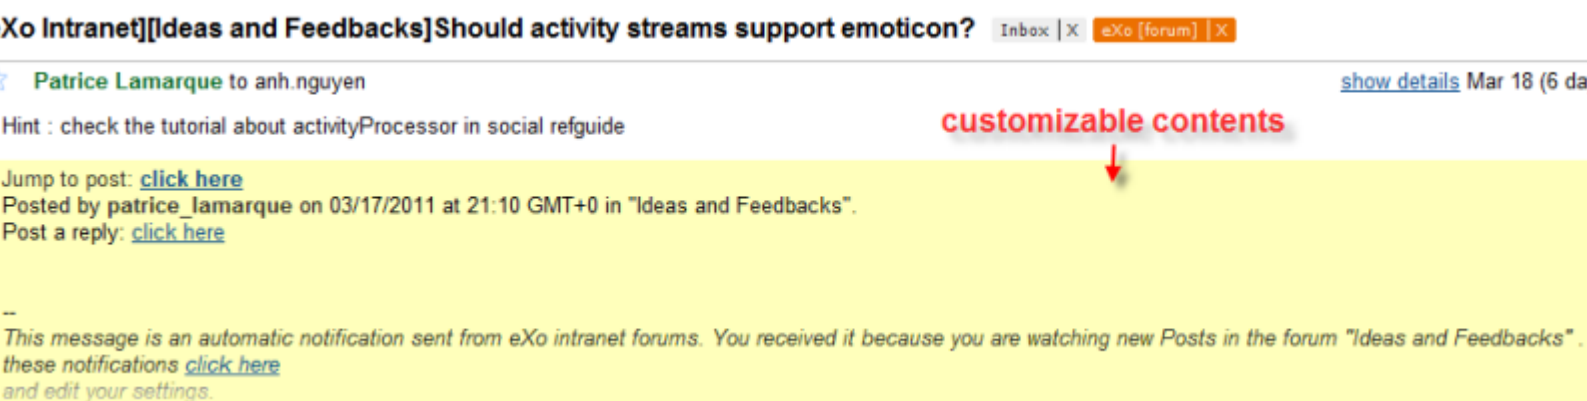 Xo Intranet][Ideas and Feedbacks]Should activity streams support emoticon? Inbox | X eXo [forum] | X
Patrice Lamarque to anh.nguyen show details Mar 18 (6 da
Hint : check the tutorial about activityProcessor in social refguide
customizable contents
Jump to post: click here
Posted by patrice_lamarque on 03/17/2011 at 21:10 GMT+0 in "Ideas and Feedbacks".
Post a reply: click here
--
This message is an automatic notification sent from eXo intranet forums. You received it because you are watching new Posts in the forum "Ideas and Feedbacks" .
these notifications click here
and edit your settings.